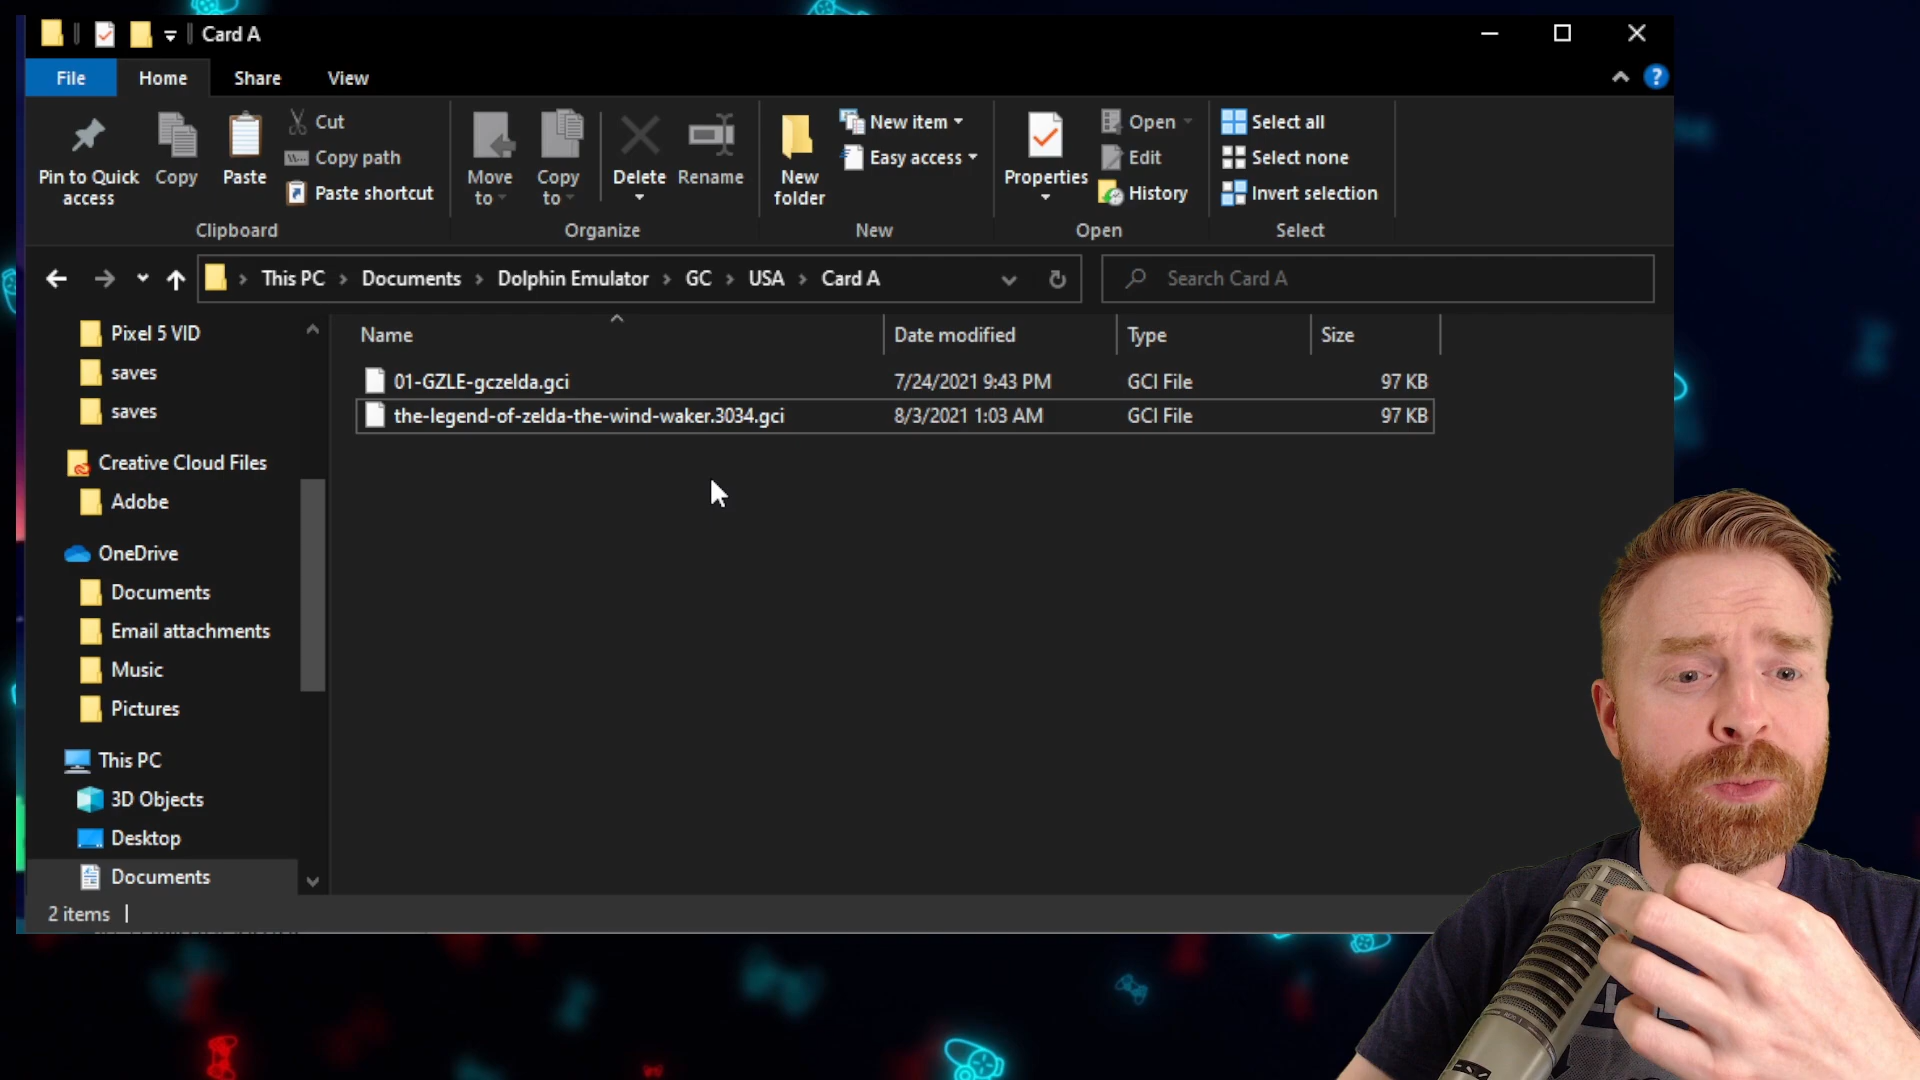 Card A
File Home Share View
Pin to Quick access
Copy
Paste
Cut
Copy path
Paste shortcut
Clipboard
Move to
Copy to
Delete
Rename
Organize
New folder
New item
Easy access
New
Properties
Open
Edit
History
Open
Select all
Select none
Invert selection
Select
This PC > Documents > Dolphin Emulator > GC > USA > Card A
Search Card A
Pixel 5 VID
saves
saves
Creative Cloud Files
Adobe
OneDrive
Documents
Email attachments
Music
Pictures
This PC
3D Objects
Desktop
Documents
Name Date modified Type Size
01-GZLE-gczelda.gci 7/24/2021 9:43 PM GCI File 97 KB
the-legend-of-zelda-the-wind-waker.3034.gci 8/3/2021 1:03 AM GCI File 97 KB
2 items